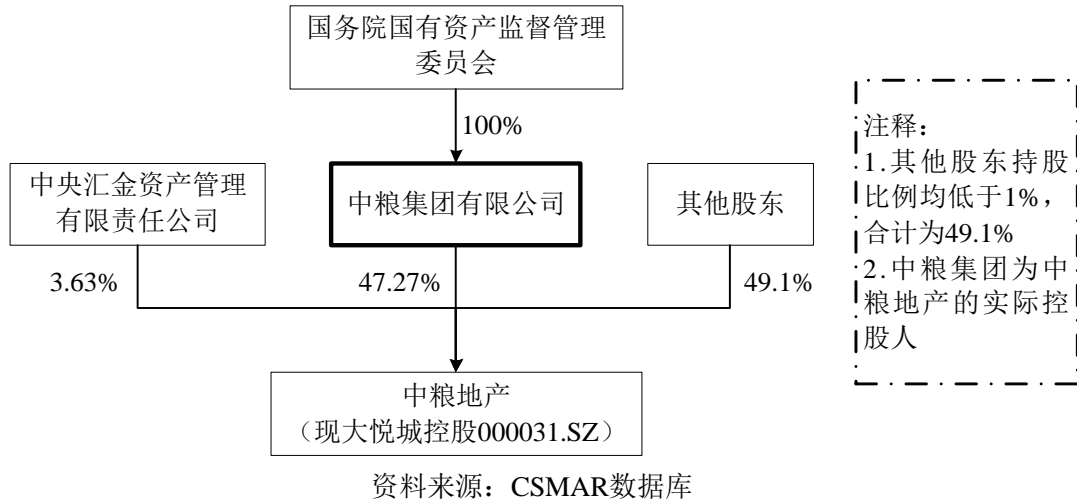 国务院国有资产监督管理
委员会
100%
中央汇金资产管理
有限责任公司
中粮集团有限公司
其他股东
3.63%
47.27%
49.1%
中粮地产
（现大悦城控股000031.SZ）
注释：
1.其他股东持股
比例均低于1%，
合计为49.1%
2.中粮集团为中
粮地产的实际控
股人
资料来源：CSMAR数据库